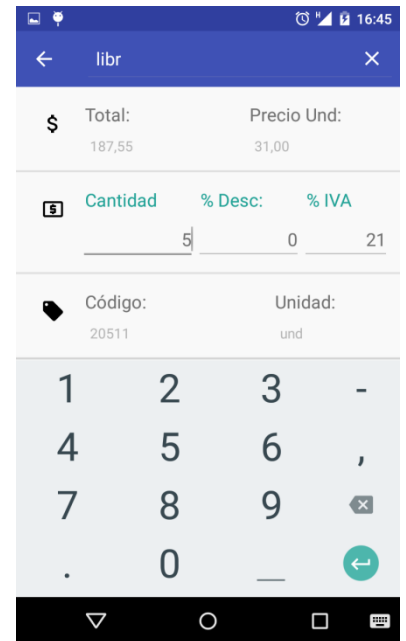 H 16:45
libr
Total: Precio Und:
187,55 31,00
Cantidad % Desc: % IVA
5 0 21
Código: Unidad:
20511 und
1 2 3 -
4 5 6 ,
7 8 9
. 0 _